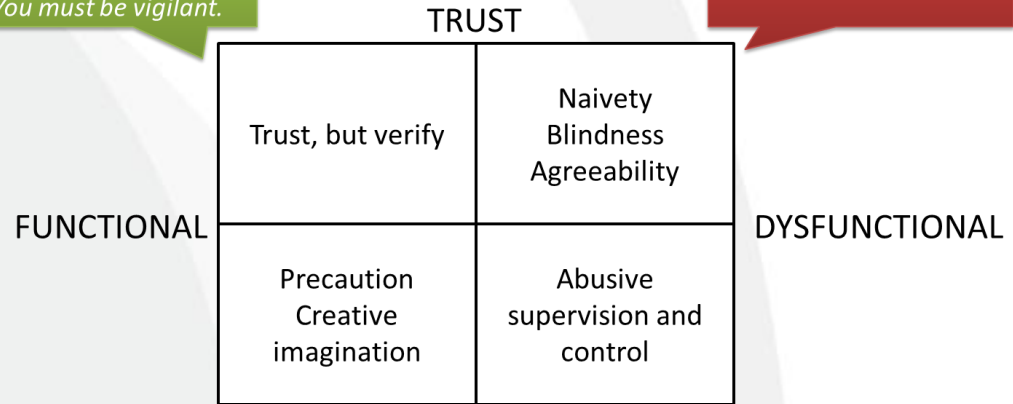 You must be vigilant.
TRUST
Trust, but verify
Naivety
Blindness
Agreeability
FUNCTIONAL
DYSFUNCTIONAL
Precaution
Creative
imagination
Abusive
supervision and
control